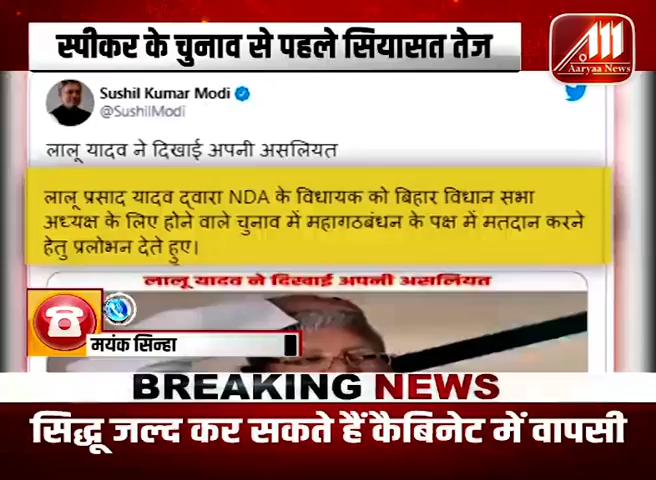 स्पीकर के चुनाव से पहले सियासत तेज
Aaryaa News
Sushil Kumar Modi
@SushilModi
लालू यादव ने दिखाई अपनी असलियत
लालू प्रसाद यादव द्वारा NDA के विधायक को बिहार विधान सभा
अध्यक्ष के लिए होने वाले चुनाव में महागठबंधन के पक्ष में मतदान करने
हेतु प्रलोभन देते हुए।
लालू यादव ने दिखाई अपनी असलियत
मयंक सिन्हा
BREAKING NEWS
सिद्धू जल्द कर सकते हैं कैबिनेट में वापसी